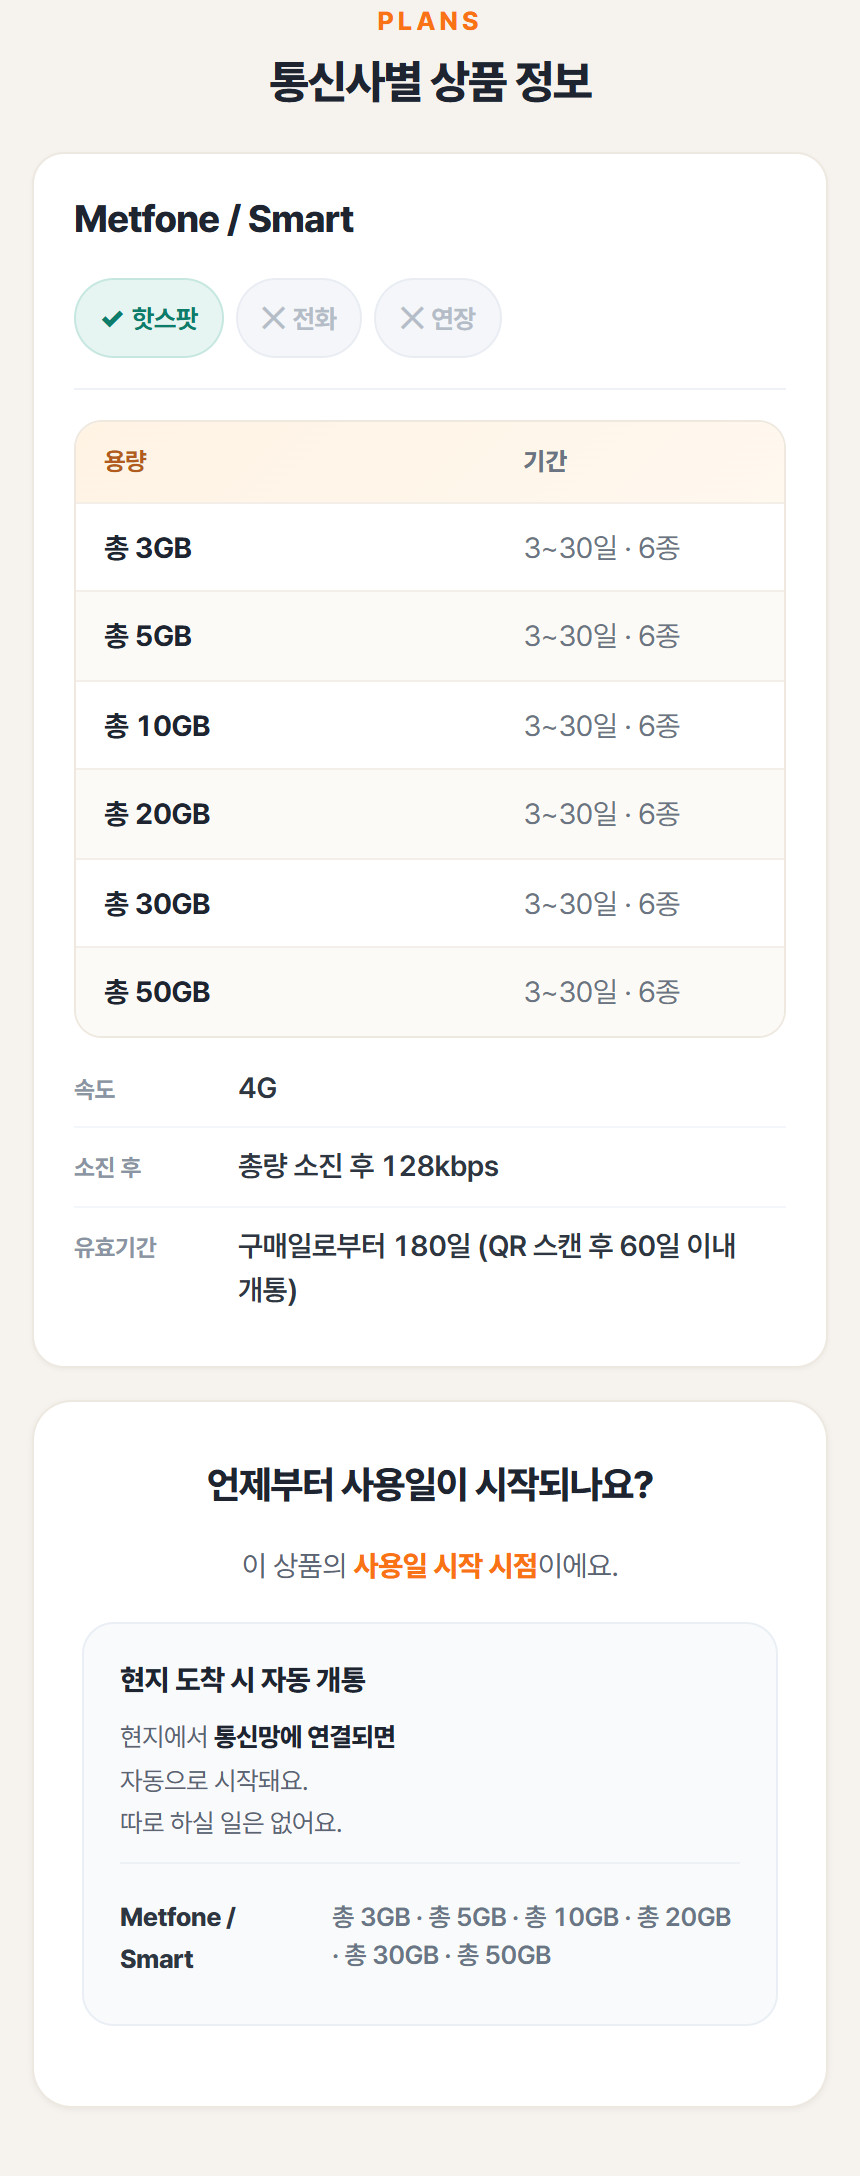 PLANS
통신사별 상품 정보
Metfone / Smart
✓ 핫스팟 ✕ 전화 ✕ 연장
용량 기간
총 3GB 3~30일 · 6종
총 5GB 3~30일 · 6종
총 10GB 3~30일 · 6종
총 20GB 3~30일 · 6종
총 30GB 3~30일 · 6종
총 50GB 3~30일 · 6종
속도 4G
소진 후 총량 소진 후 128kbps
유효기간 구매일로부터 180일 (QR 스캔 후 60일 이내
개통)
언제부터 사용일이 시작되나요?
이 상품의 사용일 시작 시점이에요.
현지 도착 시 자동 개통
현지에서 통신망에 연결되면
자동으로 시작돼요.
따로 하실 일은 없어요.
Metfone /
Smart
총 3GB · 총 5GB · 총 10GB · 총 20GB
· 총 30GB · 총 50GB